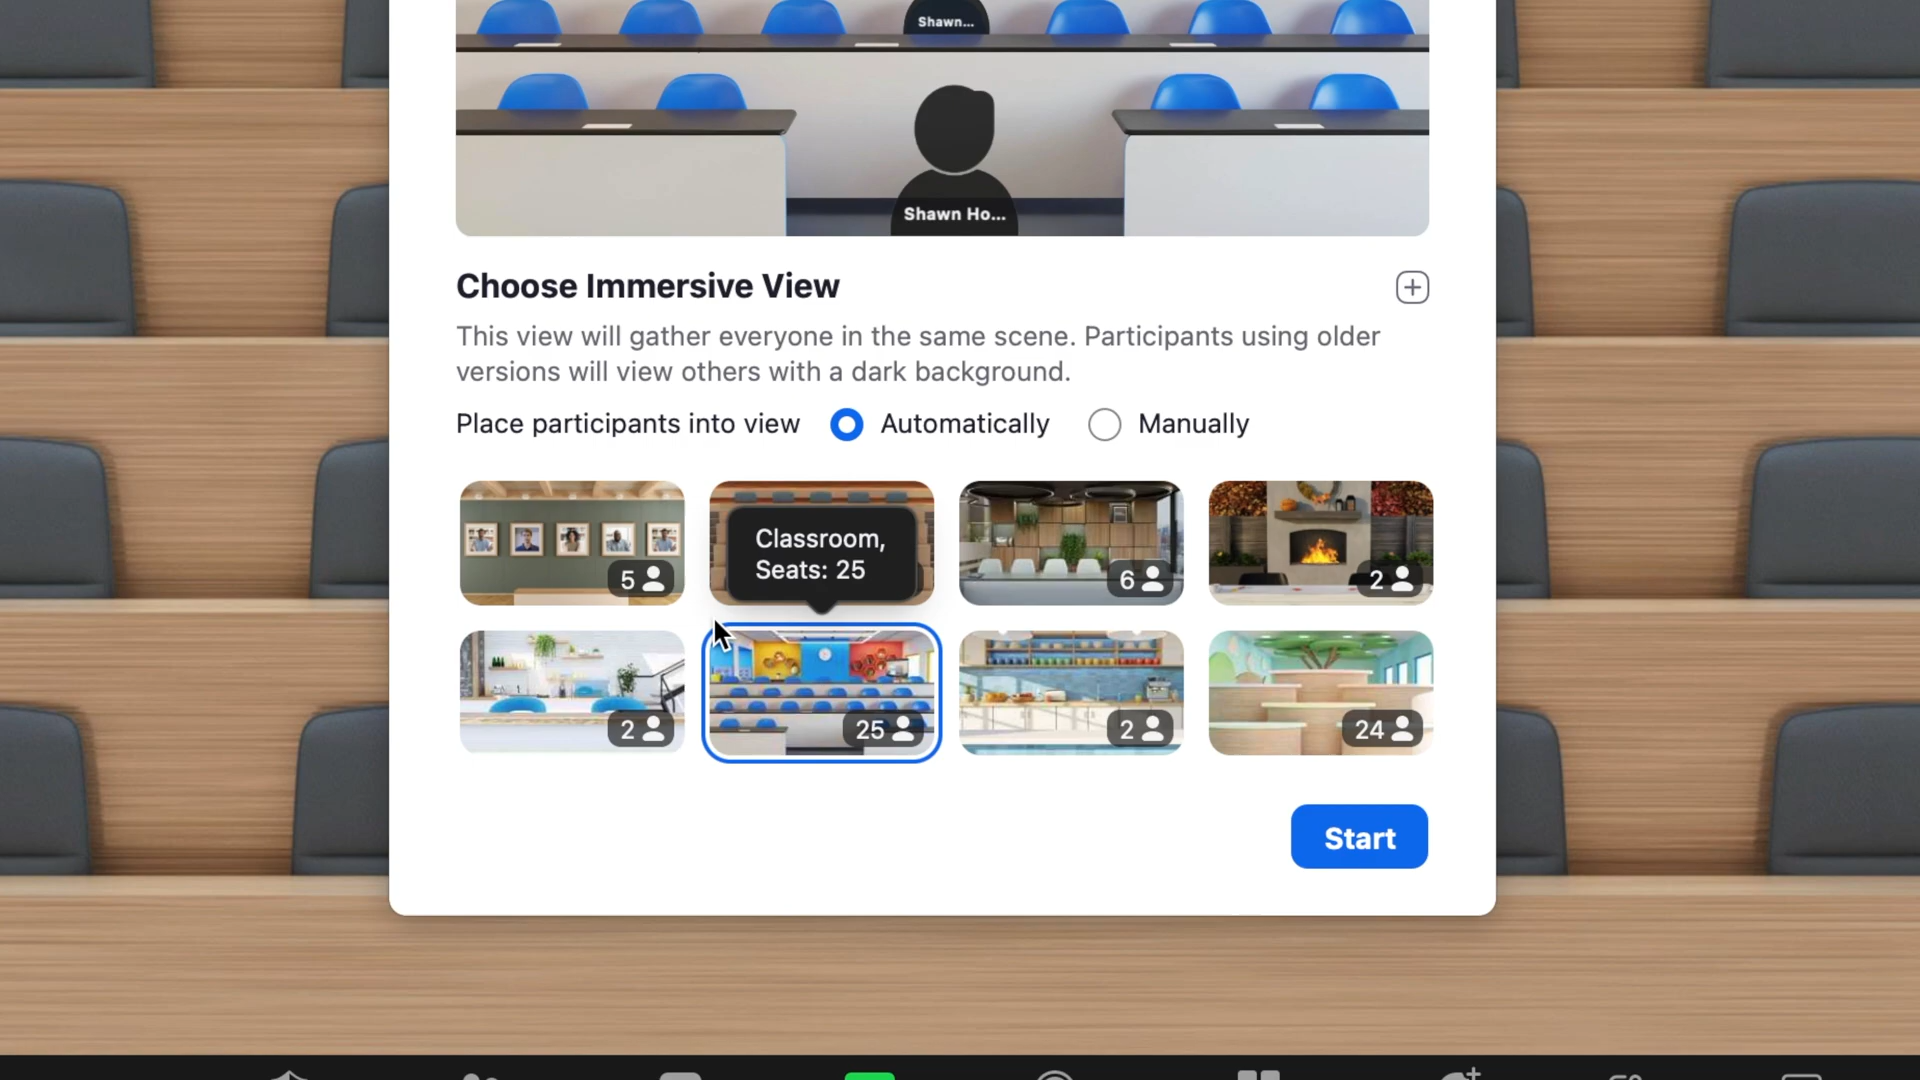 Shawn...
Shawn Ho...
Choose Immersive View
This view will gather everyone in the same scene. Participants using older
versions will view others with a dark background.
Place participants into view Automatically Manually
Classroom,
Seats: 25
5
6
2
2
25
2
24
Start